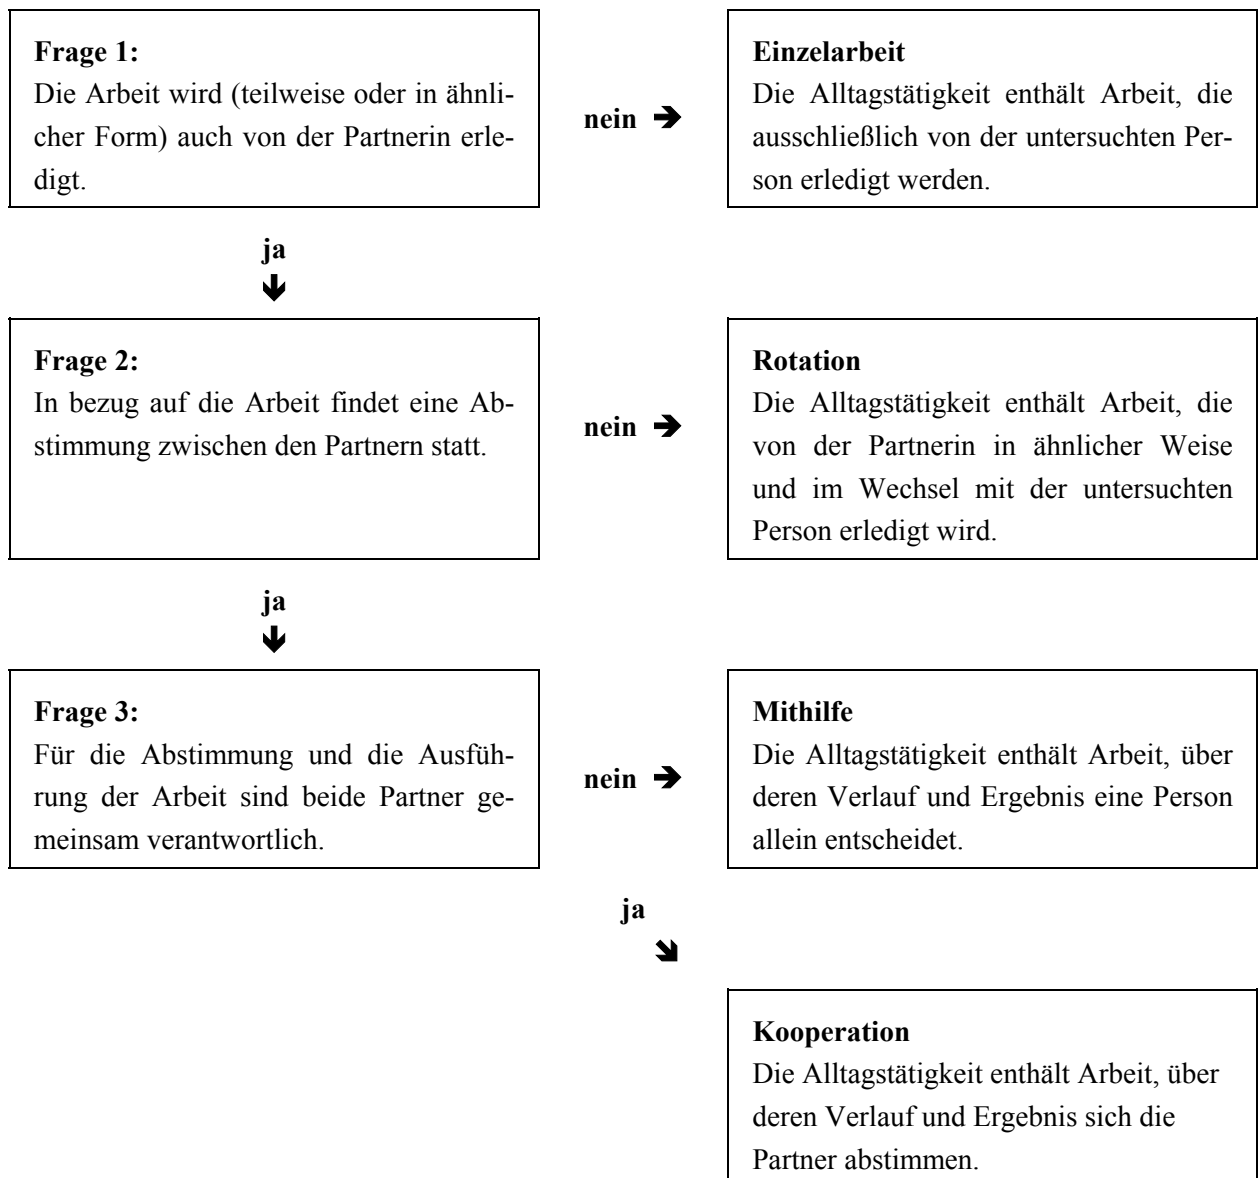 Frage 1:
Die Arbeit wird (teilweise oder in ähnli-
cher Form) auch von der Partnerin erle-
digt.
nein ➔
Einzelarbeit
Die Alltagstätigkeit enthält Arbeit, die
ausschließlich von der untersuchten Per-
son erledigt werden.
ja
Frage 2:
In bezug auf die Arbeit findet eine Ab-
stimmung zwischen den Partnern statt.
nein ➔
Rotation
Die Alltagstätigkeit enthält Arbeit, die
von der Partnerin in ähnlicher Weise
und im Wechsel mit der untersuchten
Person erledigt wird.
ja
Frage 3:
Für die Abstimmung und die Ausfüh-
rung der Arbeit sind beide Partner ge-
meinsam verantwortlich.
nein ➔
Mithilfe
Die Alltagstätigkeit enthält Arbeit, über
deren Verlauf und Ergebnis eine Person
allein entscheidet.
ja
Kooperation
Die Alltagstätigkeit enthält Arbeit, über
deren Verlauf und Ergebnis sich die
Partner abstimmen.